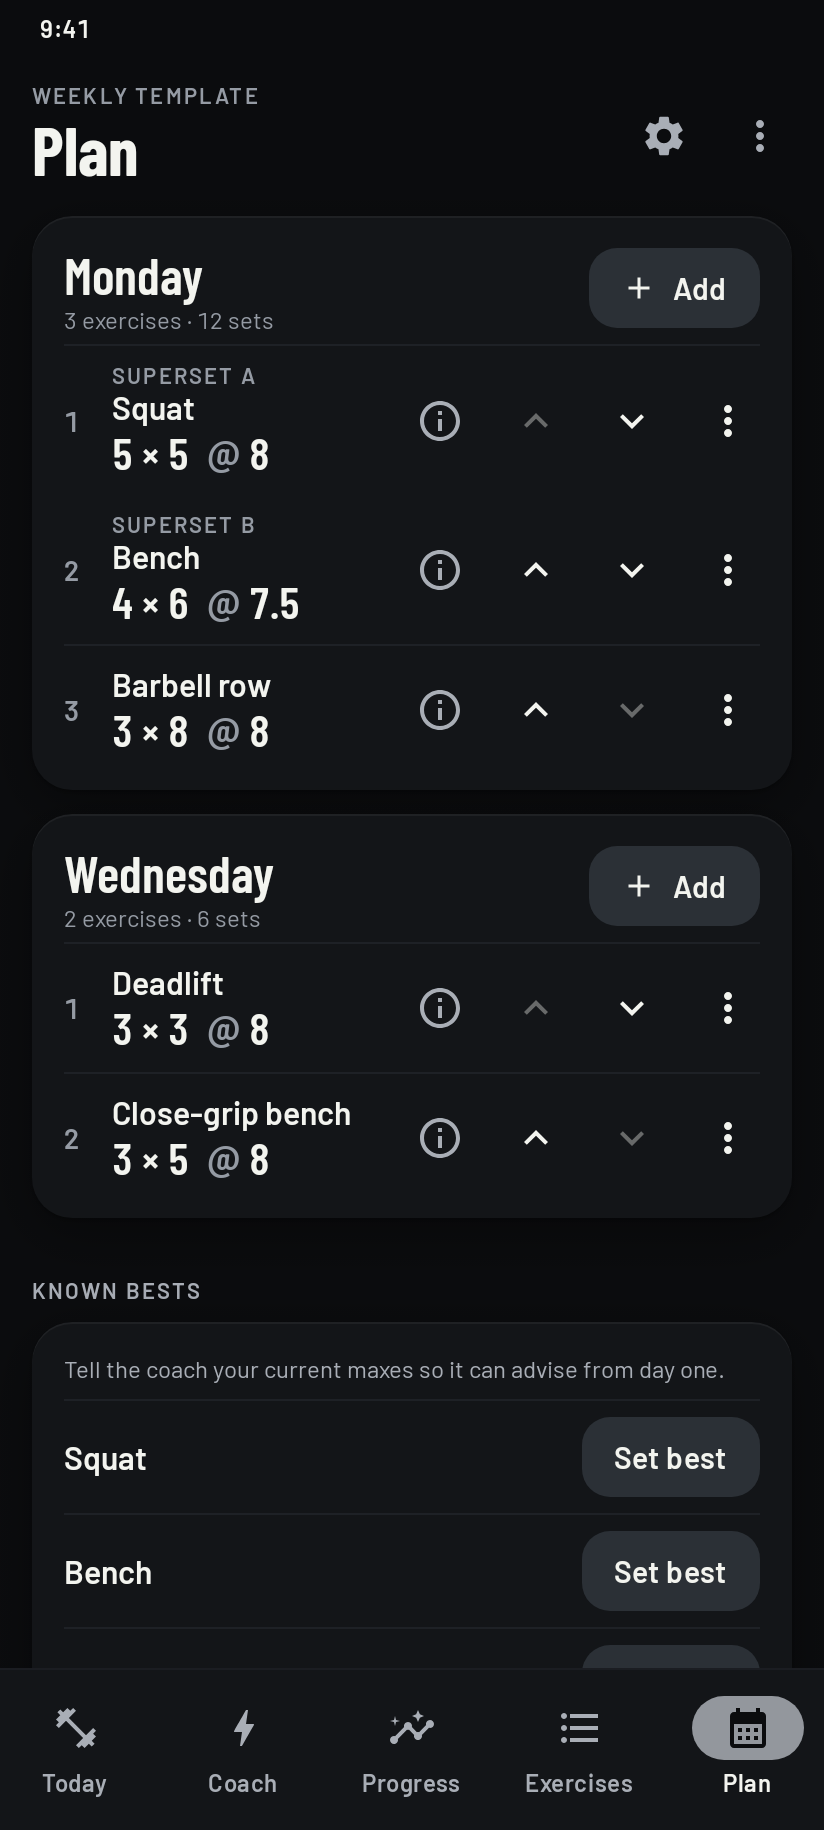 9:41
WEEKLY TEMPLATE
Plan
Monday
+ Add
3 exercises · 12 sets
SUPERSET A
1 Squat
5 × 5 @ 8
SUPERSET B
2 Bench
4 × 6 @ 7.5
3 Barbell row
3 × 8 @ 8
Wednesday
+ Add
2 exercises · 6 sets
1 Deadlift
3 × 3 @ 8
2 Close-grip bench
3 × 5 @ 8
KNOWN BESTS
Tell the coach your current maxes so it can advise from day one.
Squat Set best
Bench Set best
Today Coach Progress Exercises Plan